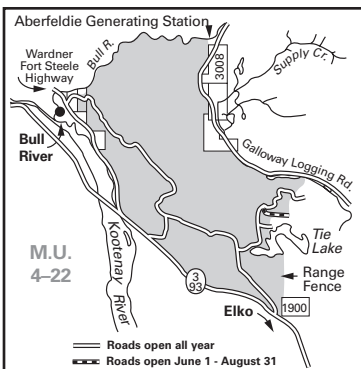 Aberfeldie Generating Station
Wardner
Fort Steele
Highway
Bull R.
3008
Supply Cr.
Bull
River
Galloway Logging Rd.
M.U.
4–22
Kootenay River
Tie
Lake
3
93
Range
Fence
Elko
1900
Roads open all year
Roads open June 1 - August 31